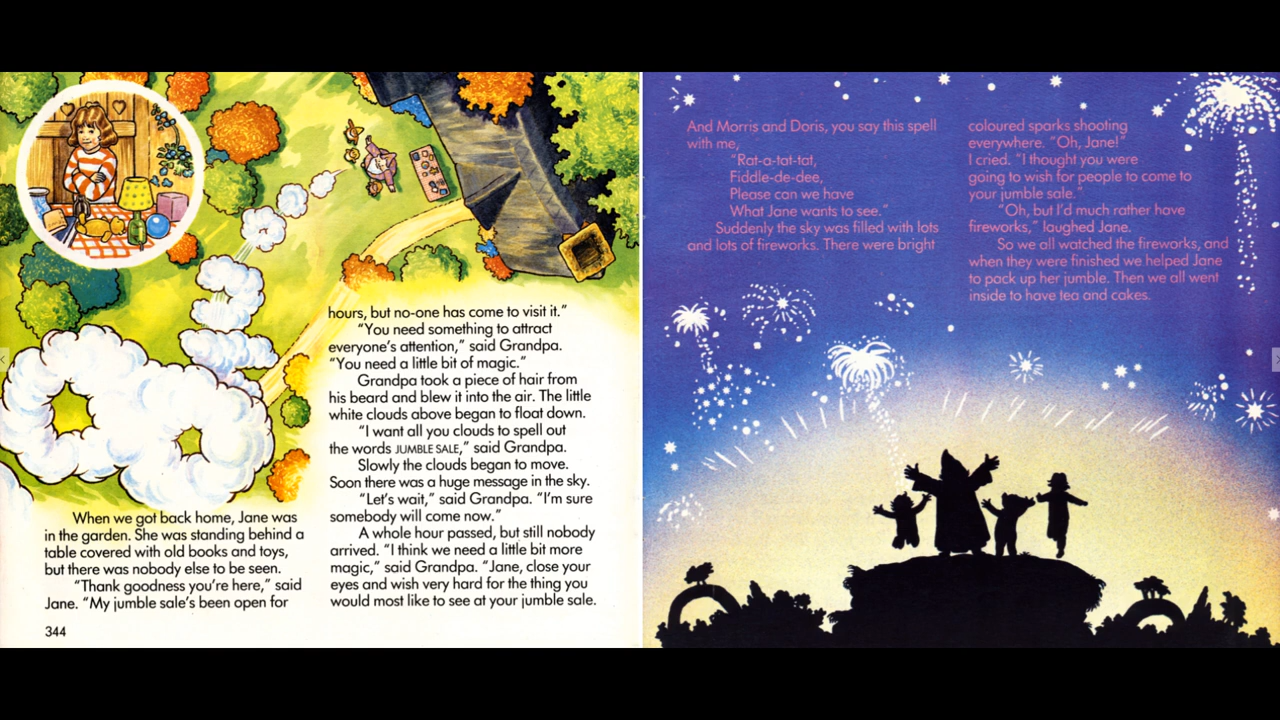 When we got back home, Jane was
in the garden. She was standing behind a
table covered with old books and toys,
but there was nobody else to be seen.
"Thank goodness you're here," said
Jane. "My jumble sale's been open for
344
hours, but no-one has come to visit it."
"You need something to attract
everyone's attention," said Grandpa.
"You need a little bit of magic."
Grandpa took a piece of hair from
his beard and blew it into the air. The little
white clouds above began to float down.
"I want all you clouds to spell out
the words JUMBLE SALE," said Grandpa.
Slowly the clouds began to move.
Soon there was a huge message in the sky.
"Let's wait," said Grandpa. "I'm sure
somebody will come now."
A whole hour passed, but still nobody
arrived. "I think we need a little bit more
magic," said Grandpa. "Jane, close your
eyes and wish very hard for the thing you
would most like to see at your jumble sale.
And Morris and Doris, you say this spell
with me,
"Rat-a-tat-tat,
Fiddle-de-dee,
Please can we have
What Jane wants to see."
Suddenly the sky was filled with lots
and lots of fireworks. There were bright
coloured sparks shooting
everywhere. "Oh, Jane!"
I cried. "I thought you were
going to wish for people to come to
your jumble sale."
"Oh, but I'd much rather have
fireworks," laughed Jane.
So we all watched the fireworks, and
when they were finished we helped Jane
to pack up her jumble. Then we all went
inside to have tea and cakes.